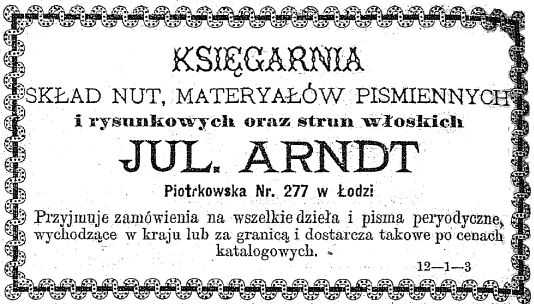 KSIĘGARNIA
SKŁAD NUT, MATERYAŁÓW PISMIENNYCH
i rysunkowych oraz strun włoskich
JUL. ARNDT
Piotrkowska Nr. 277 w Łodzi
Przyjmuje zamówienia na wszelkie dzieła i pisma peryodyczne,
wychodzące w kraju lub za granicą i dostarcza takowe po cenach
katalogowych.
12—1—3